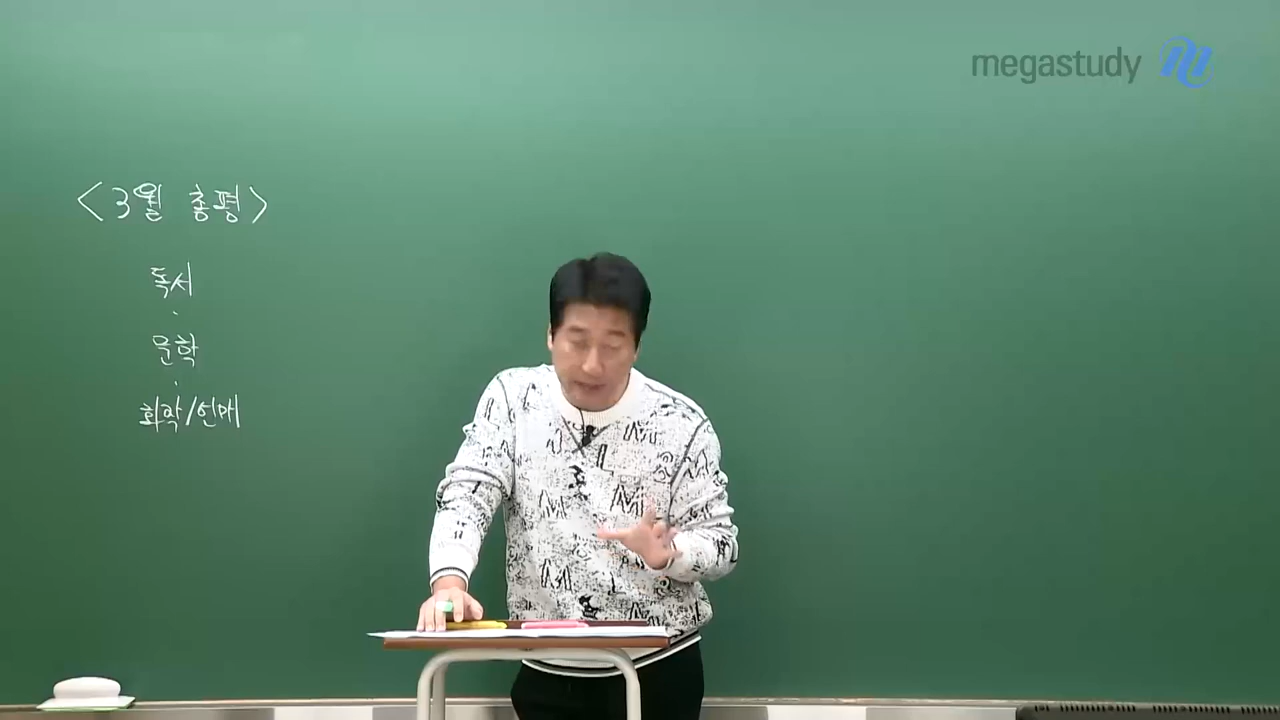 megastudy
<3월 총평>
독서
문학
화작/언매